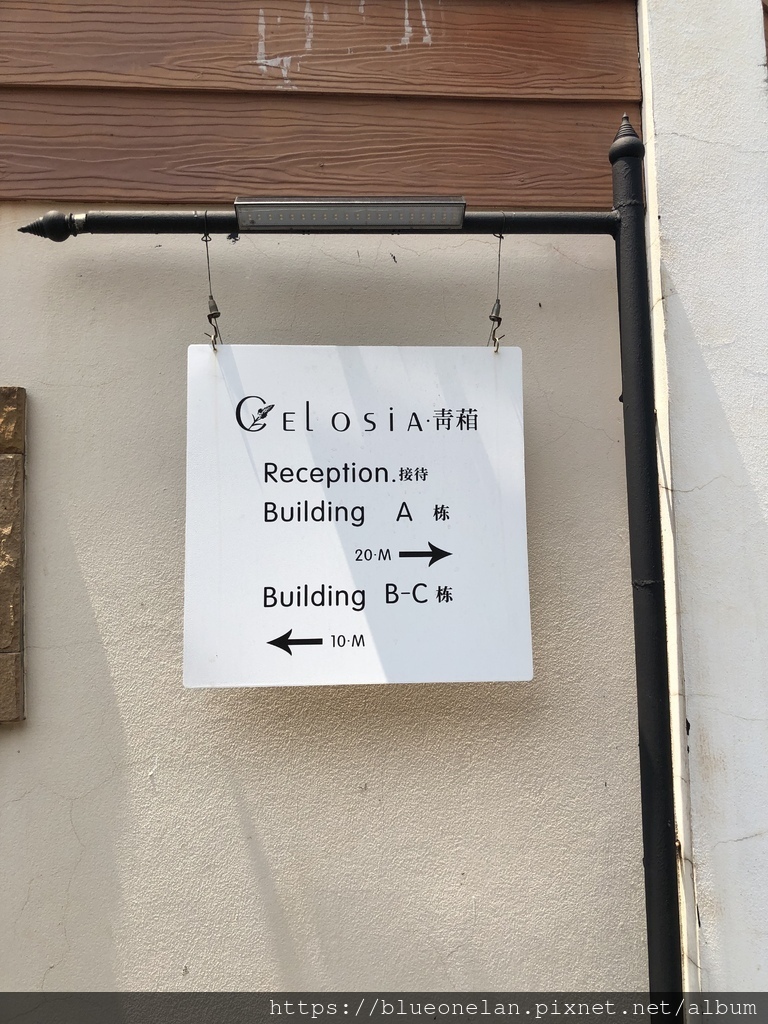 CELOSIA·青葙
Reception.接待
Building A 栋
20·M
Building B-C 栋
10·M
https://blueonelan.pixnet.net/album